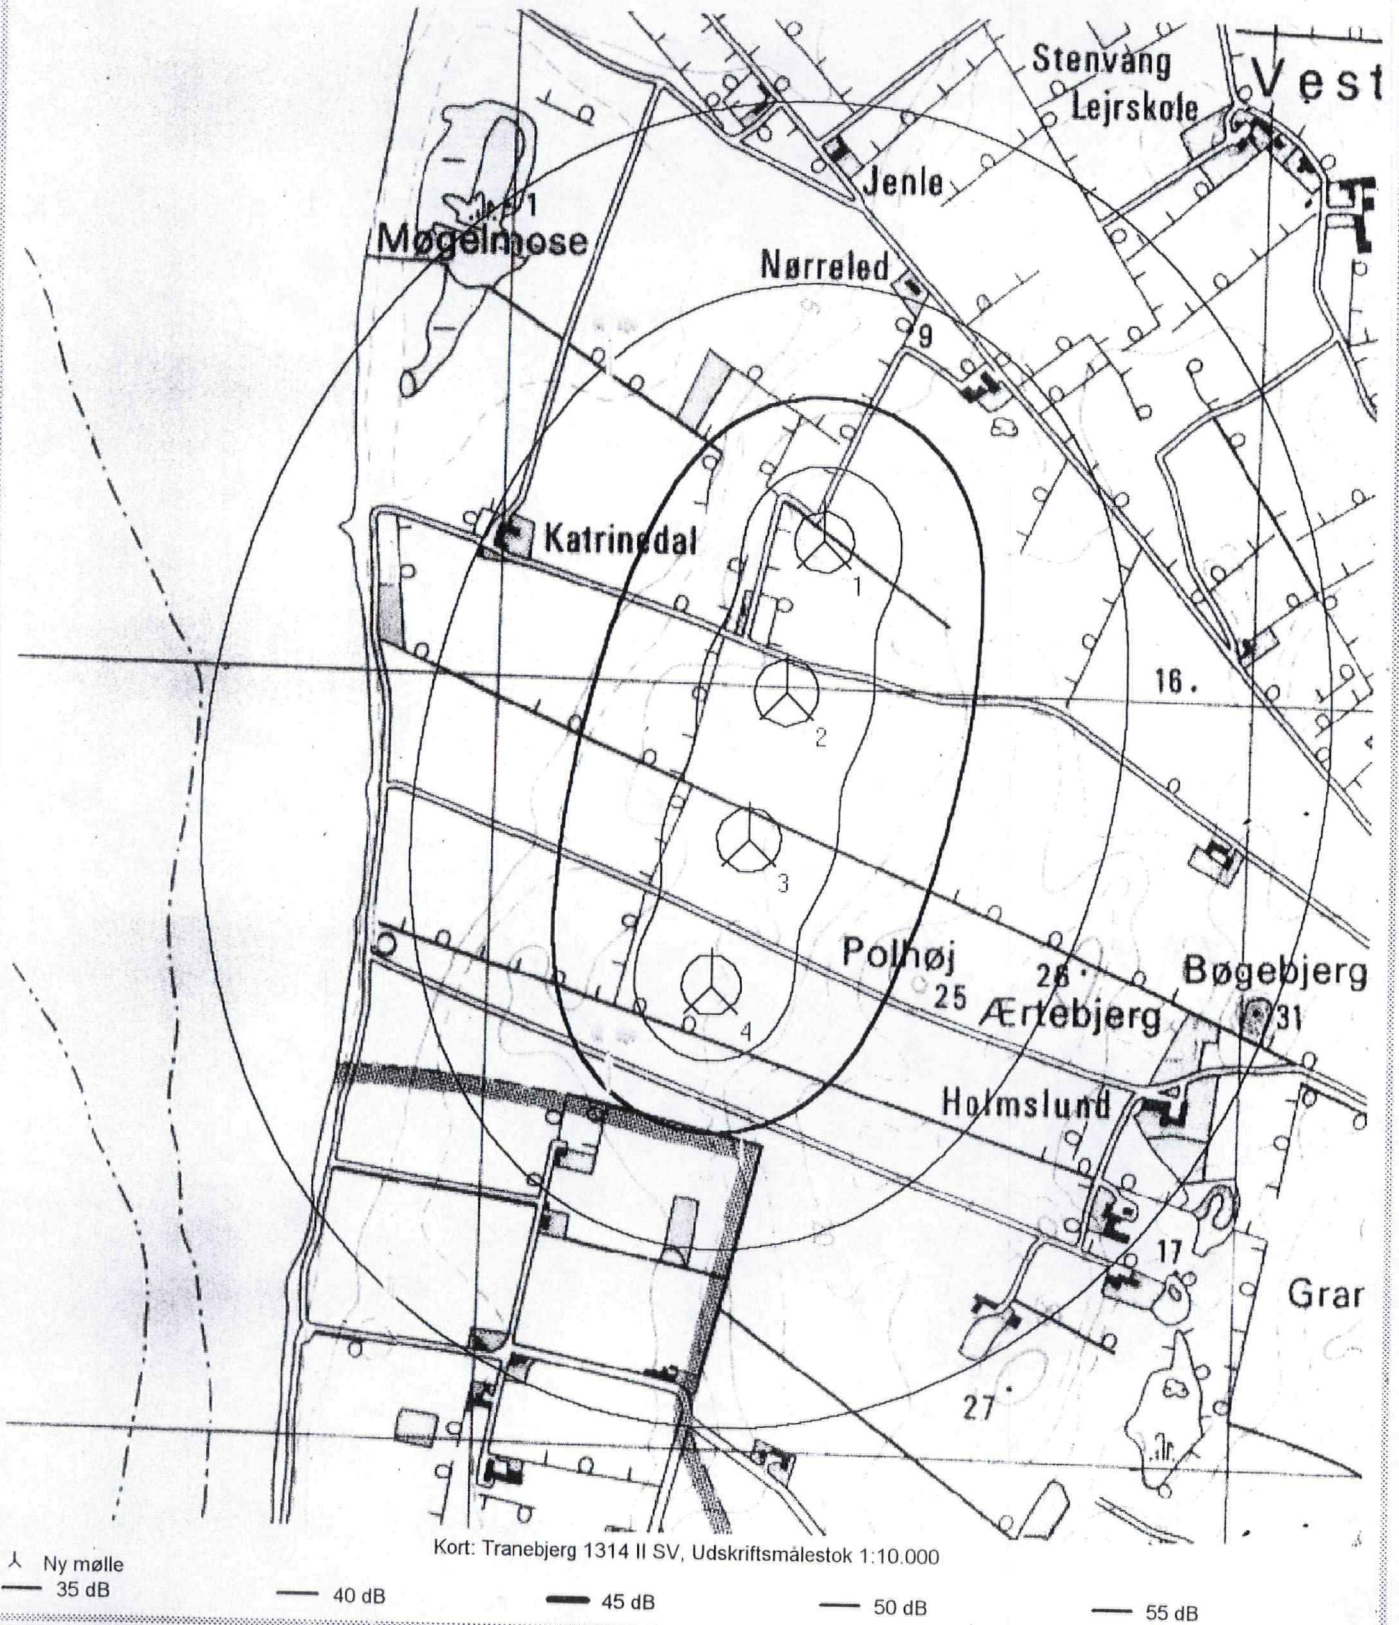 Stenvang
Lejrskole
Vest
Jenle
1
Møgelmose
Nørreled
9
Katrinedal
1
16.
2
3
Polhøj
25
26.
Ærtebjerg
Bøgebjerg
31
4
Holmslund
17
Grar
27
Kort: Tranebjerg 1314 II SV, Udskriftsmålestok 1:10.000
Ny mølle
35 dB 40 dB 45 dB 50 dB 55 dB